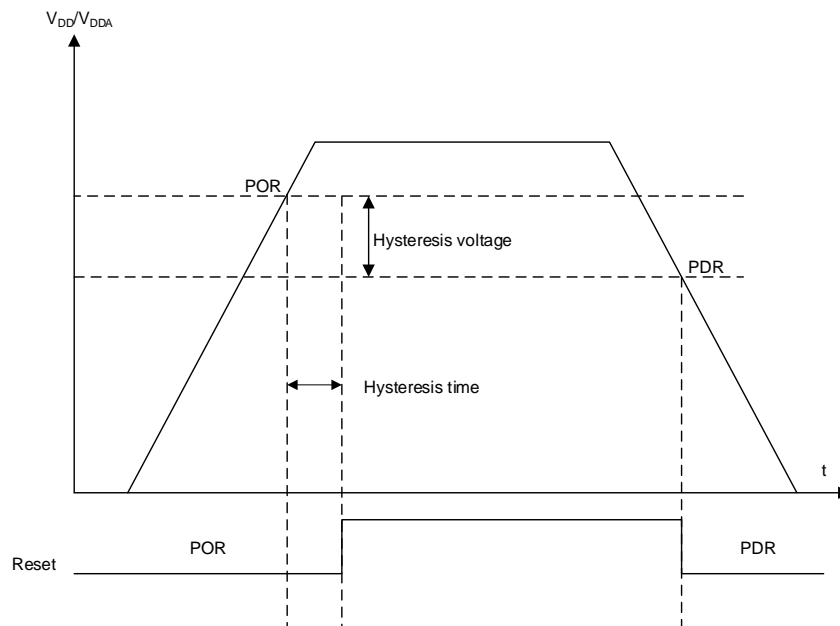 VDD/VDDA
POR
Hysteresis voltage
PDR
Hysteresis time
t
POR
PDR
Reset